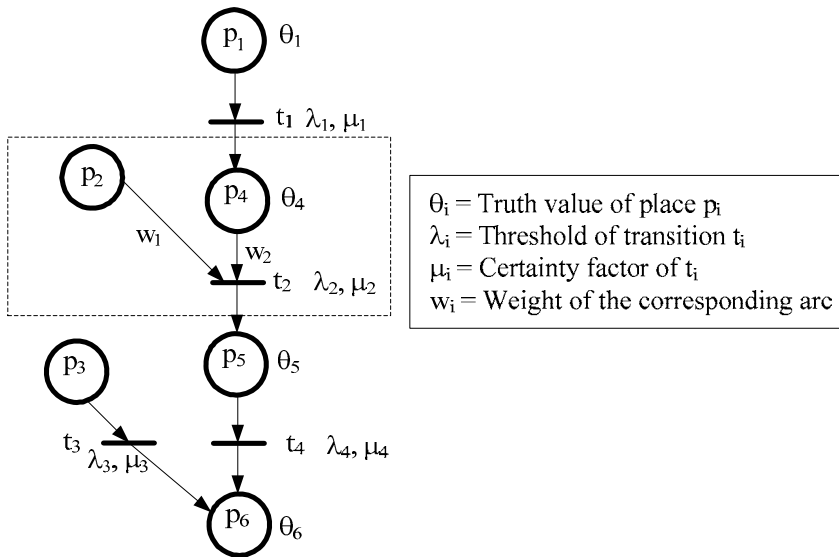 p₁ θ₁
t₁ λ₁, μ₁
p₂
p₄ θ₄
w₁ w₂
t₂ λ₂, μ₂
p₃
p₅ θ₅
t₃ λ₃, μ₃
t₄ λ₄, μ₄
p₆ θ₆
θᵢ = Truth value of place pᵢ
λᵢ = Threshold of transition tᵢ
μᵢ = Certainty factor of tᵢ
wᵢ = Weight of the corresponding arc